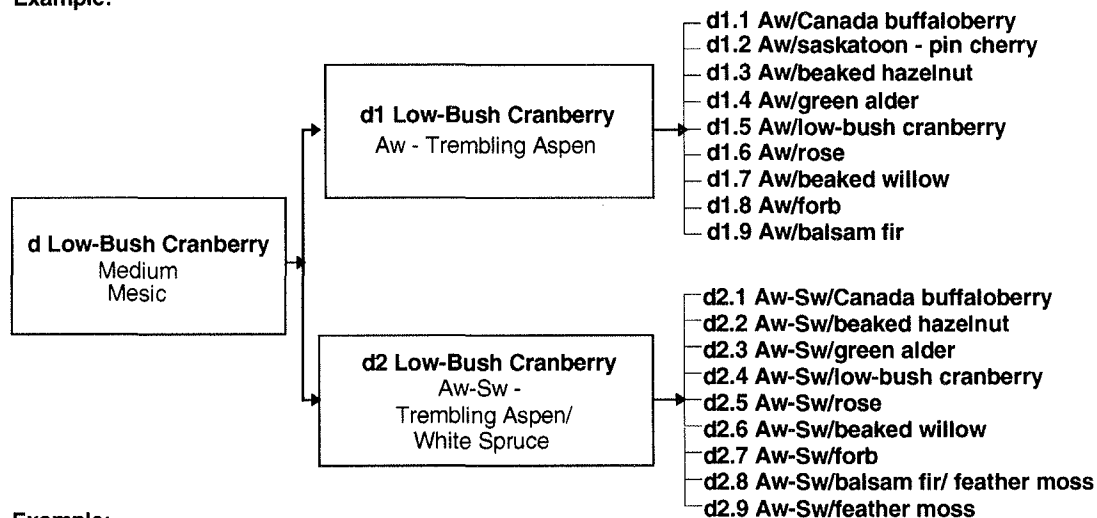 Example:
d Low-Bush Cranberry
Medium
Mesic
d1 Low-Bush Cranberry
Aw - Trembling Aspen
d1.1 Aw/Canada buffaloberry
d1.2 Aw/saskatoon - pin cherry
d1.3 Aw/beaked hazelnut
d1.4 Aw/green alder
d1.5 Aw/low-bush cranberry
d1.6 Aw/rose
d1.7 Aw/beaked willow
d1.8 Aw/forb
d1.9 Aw/balsam fir
d2 Low-Bush Cranberry
Aw-Sw -
Trembling Aspen/
White Spruce
d2.1 Aw-Sw/Canada buffaloberry
d2.2 Aw-Sw/beaked hazelnut
d2.3 Aw-Sw/green alder
d2.4 Aw-Sw/low-bush cranberry
d2.5 Aw-Sw/rose
d2.6 Aw-Sw/beaked willow
d2.7 Aw-Sw/forb
d2.8 Aw-Sw/balsam fir/ feather moss
d2.9 Aw-Sw/feather moss
Example: